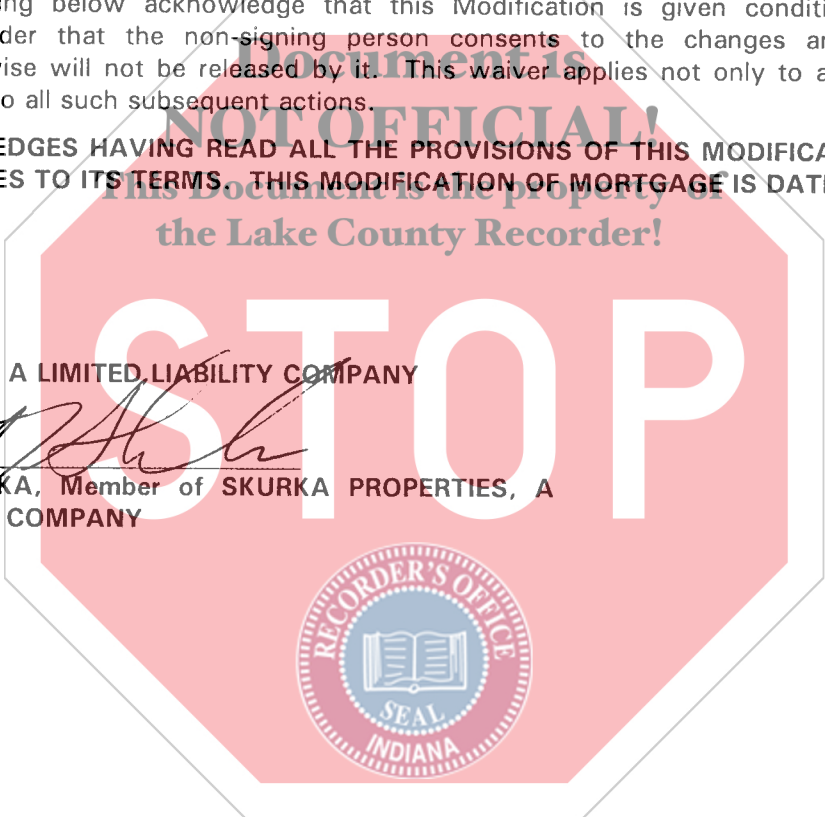 ng below acknowledge that this Modification is given conditi
der that the non-signing person consents to the changes an
Document is
ise will not be released by it. This waiver applies not only to a
o all such subsequent actions.
NOT OFFICIAL!
EDGES HAVING READ ALL THE PROVISIONS OF THIS MODIFICA
ES TO ITS TERMS. THIS MODIFICATION OF MORTGAGE IS DAT
This Document is the property of
the Lake County Recorder!
STOP
A LIMITED LIABILITY COMPANY
KA, Member of SKURKA PROPERTIES, A
COMPANY
RECORDER'S OFFICE
SEAL
INDIANA